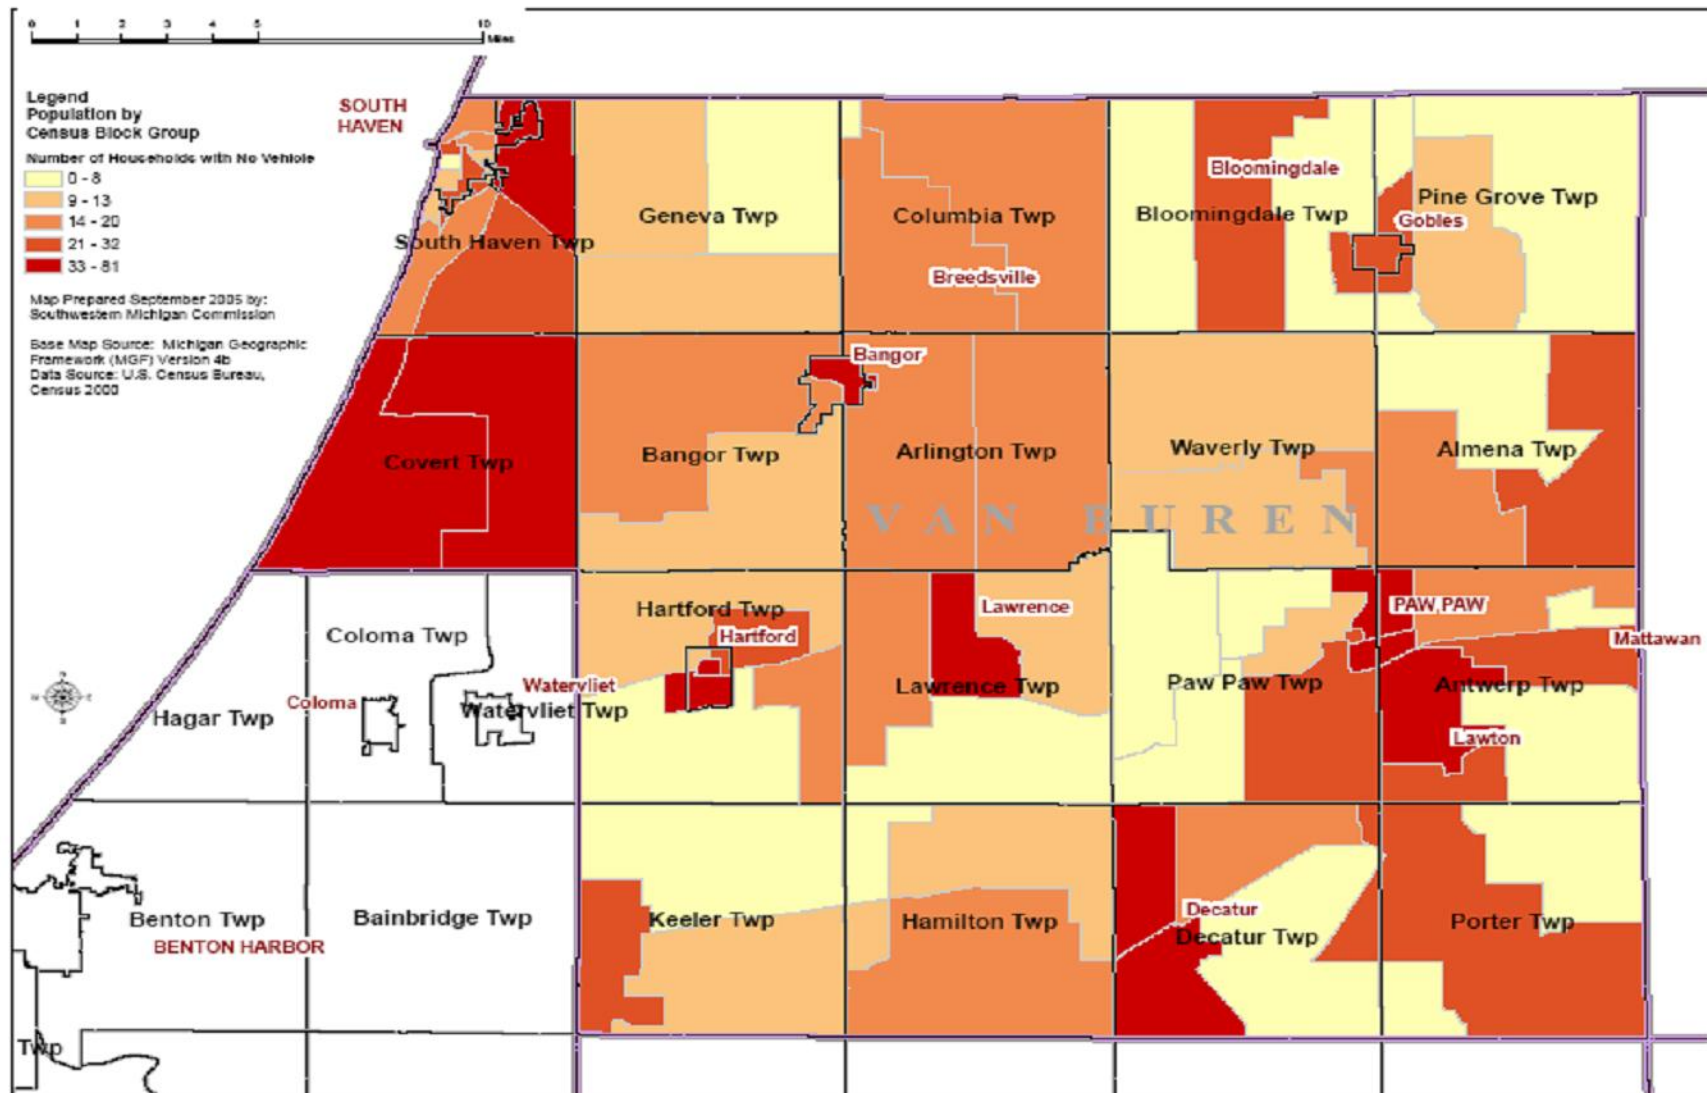 0 1 2 3 4 5 10
Miles
Legend
Population by
Census Block Group
Number of Households with No Vehicle
0 - 8
9 - 13
14 - 20
21 - 32
33 - 81
Map Prepared September 2005 by:
Southwestern Michigan Commission
Base Map Source: Michigan Geographic
Framework (MGF) Version 4b
Data Source: U.S. Census Bureau,
Census 2000
SOUTH
HAVEN
South Haven Twp
Geneva Twp
Columbia Twp
Breedsville
Bloomingdale
Bloomingdale Twp
Pine Grove Twp
Gobles
Covert Twp
Bangor
Bangor Twp
Arlington Twp
Waverly Twp
Almena Twp
VAN BUREN
Coloma Twp
Hartford Twp
Hartford
Lawrence
PAW PAW
Mattawan
Hagar Twp
Coloma
Watervliet
Watervliet Twp
Lawrence Twp
Paw Paw Twp
Antwerp Twp
Lawton
N
W E
S
Benton Twp
BENTON HARBOR
Bainbridge Twp
Keeler Twp
Hamilton Twp
Decatur
Decatur Twp
Porter Twp
Twp